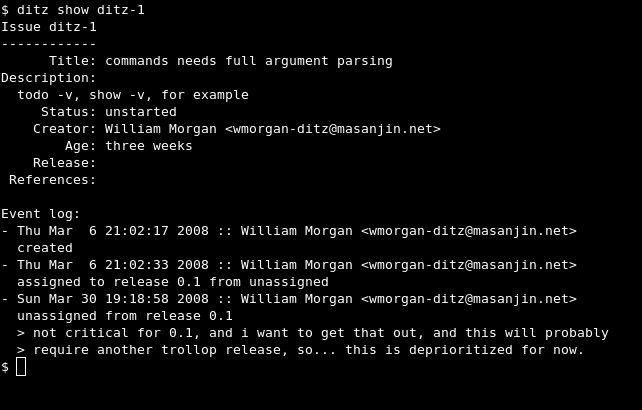 $ ditz show ditz-1
Issue ditz-1
------------
      Title: commands needs full argument parsing
Description:
  todo -v, show -v, for example
     Status: unstarted
    Creator: William Morgan <wmorgan-ditz@masanjin.net>
        Age: three weeks
    Release:
 References:

Event log:
- Thu Mar  6 21:02:17 2008 :: William Morgan <wmorgan-ditz@masanjin.net>
  created
- Thu Mar  6 21:02:33 2008 :: William Morgan <wmorgan-ditz@masanjin.net>
  assigned to release 0.1 from unassigned
- Sun Mar 30 19:18:58 2008 :: William Morgan <wmorgan-ditz@masanjin.net>
  unassigned from release 0.1
  > not critical for 0.1, and i want to get that out, and this will probably
  > require another trollop release, so... this is deprioritized for now.
$